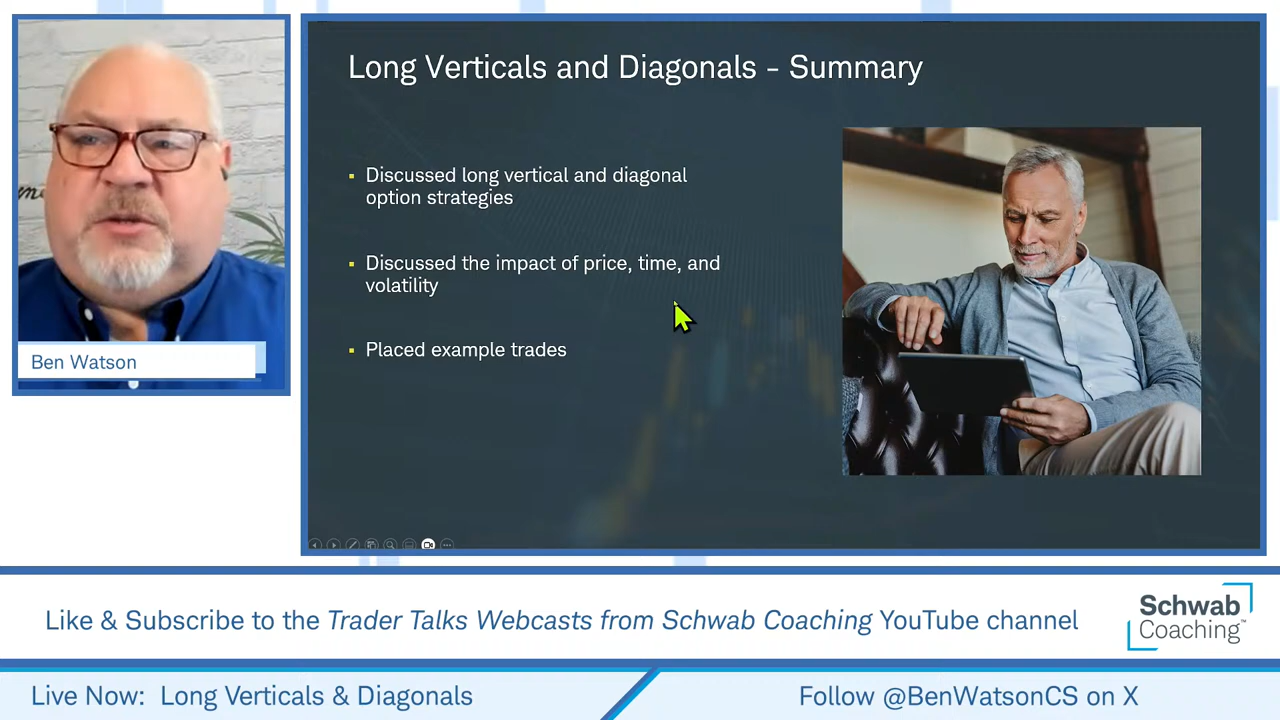 Long Verticals and Diagonals - Summary
▪ Discussed long vertical and diagonal
option strategies
▪ Discussed the impact of price, time, and
volatility
▪ Placed example trades
Ben Watson
Like & Subscribe to the Trader Talks Webcasts from Schwab Coaching YouTube channel
Schwab
Coaching™
Live Now: Long Verticals & Diagonals
Follow @BenWatsonCS on X